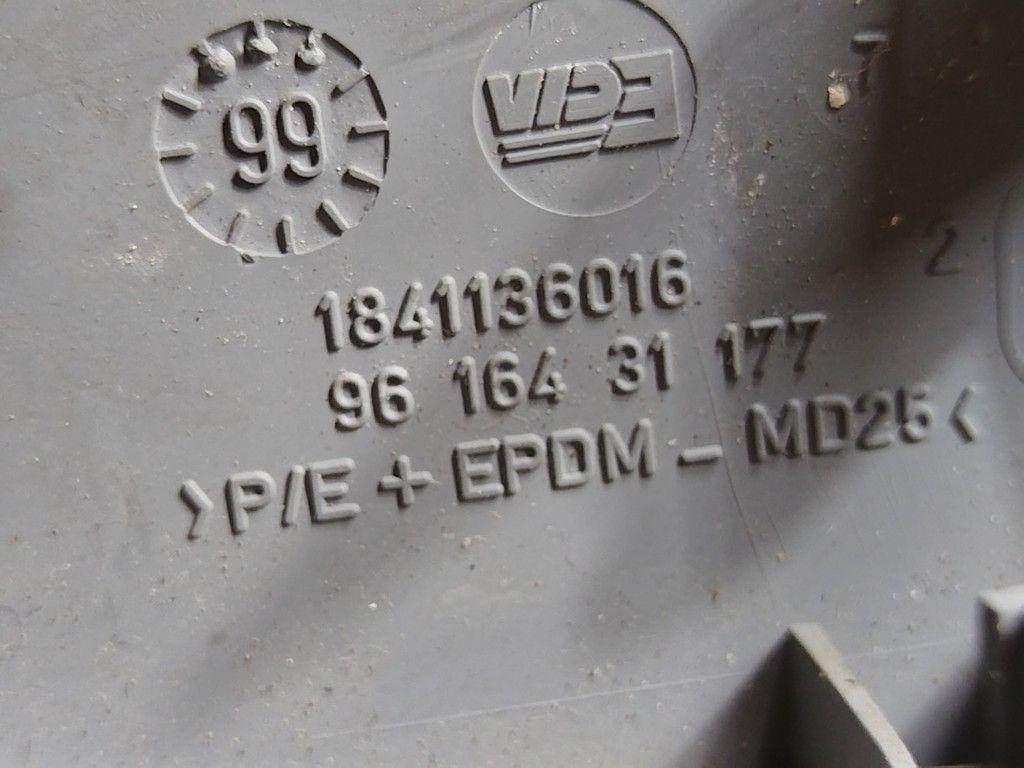 99
VIDE
1841136016
96 164 31 177
>P/E + EPDM - MD25<
2